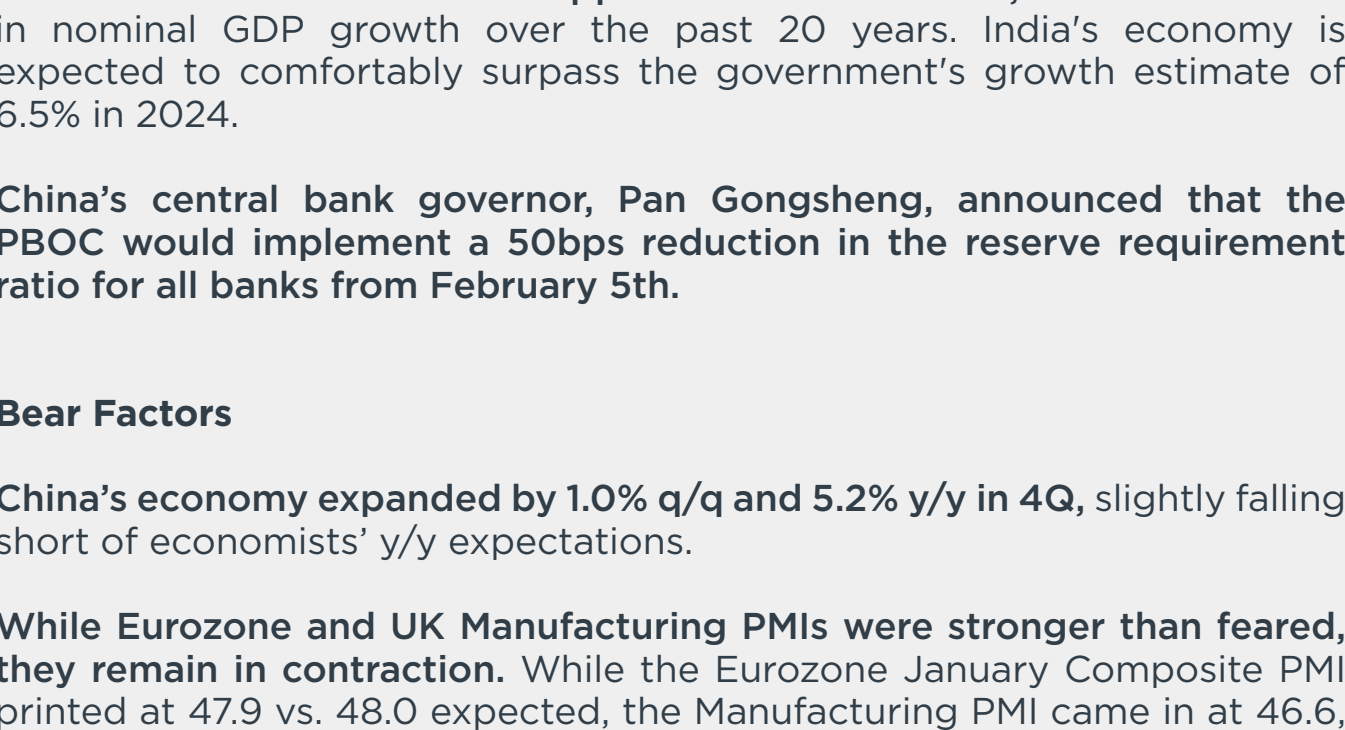 in nominal GDP growth over the past 20 years. India's economy is
expected to comfortably surpass the government's growth estimate of
6.5% in 2024.
China’s central bank governor, Pan Gongsheng, announced that the
PBOC would implement a 50bps reduction in the reserve requirement
ratio for all banks from February 5th.
Bear Factors
China’s economy expanded by 1.0% q/q and 5.2% y/y in 4Q, slightly falling
short of economists’ y/y expectations.
While Eurozone and UK Manufacturing PMIs were stronger than feared,
they remain in contraction. While the Eurozone January Composite PMI
printed at 47.9 vs. 48.0 expected, the Manufacturing PMI came in at 46.6,